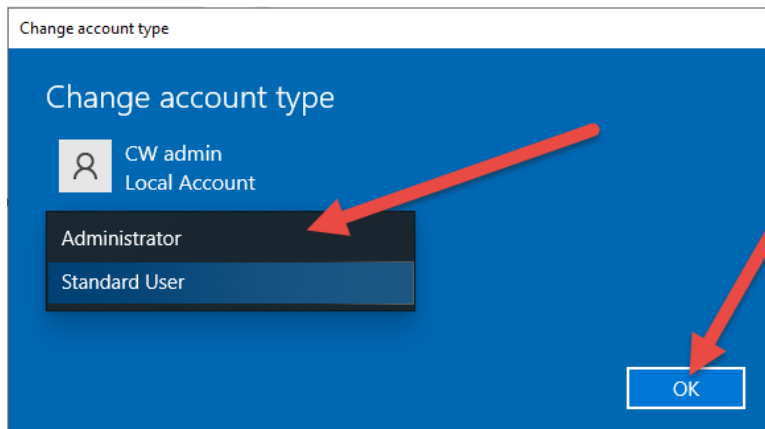 Change account type
Change account type
CW admin
Local Account
Administrator
Standard User
OK